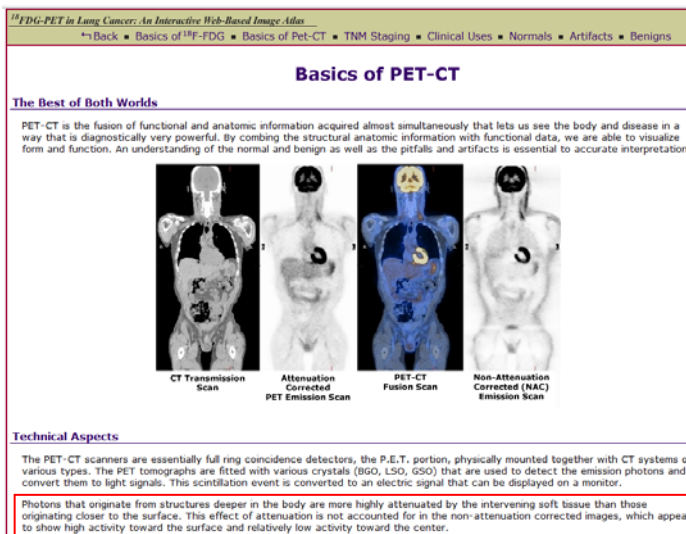 18FDG-PET in Lung Cancer: An Interactive Web-Based Image Atlas
Back ▪ Basics of 18F-FDG ▪ Basics of Pet-CT ▪ TNM Staging ▪ Clinical Uses ▪ Normals ▪ Artifacts ▪ Benigns
Basics of PET-CT
The Best of Both Worlds
PET-CT is the fusion of functional and anatomic information acquired almost simultaneously that lets us see the body and disease in a
way that is diagnostically very powerful. By combing the structural anatomic information with functional data, we are able to visualize
form and function. An understanding of the normal and benign as well as the pitfalls and artifacts is essential to accurate interpretation
CT Transmission
Scan
Attenuation
Corrected
PET Emission Scan
PET-CT
Fusion Scan
Non-Attenuation
Corrected (NAC)
Emission Scan
Technical Aspects
The PET-CT scanners are essentially full ring coincidence detectors, the P.E.T. portion, physically mounted together with CT systems o
various types. The PET tomographs are fitted with various crystals (BGO, LSO, GSO) that are used to detect the emission photons and
convert them to light signals. This scintillation event is converted to an electric signal that can be displayed on a monitor.
Photons that originate from structures deeper in the body are more highly attenuated by the intervening soft tissue than those
originating closer to the surface. This effect of attenuation is not accounted for in the non-attenuation corrected images, which appea
to show high activity toward the surface and relatively low activity toward the center.